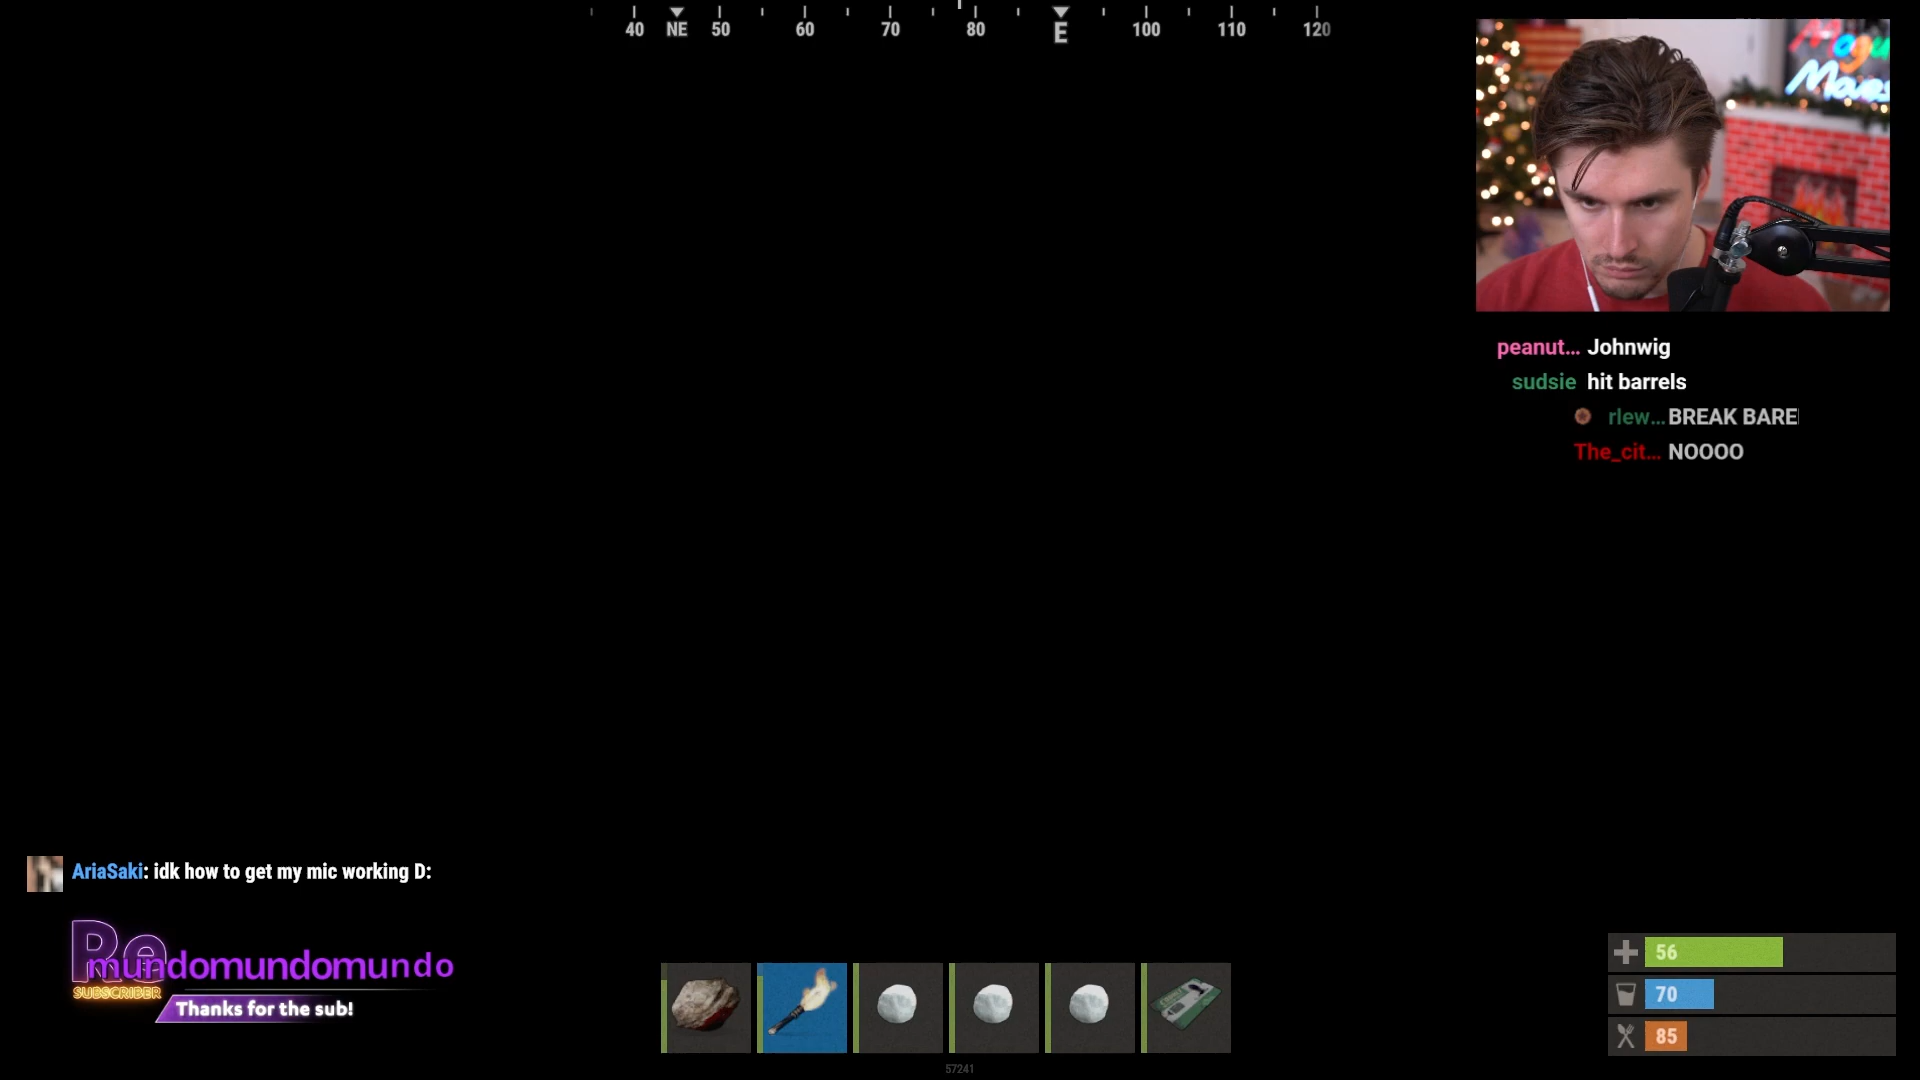 40 NE 50 60 70 80 E 100 110 120
peanut... Johnwig
sudsie hit barrels
rlew... BREAK BARE
The_cit... NOOOO
AriaSaki: idk how to get my mic working D:
Re
mundomundomundo
SUBSCRIBER
Thanks for the sub!
56
70
85
57241